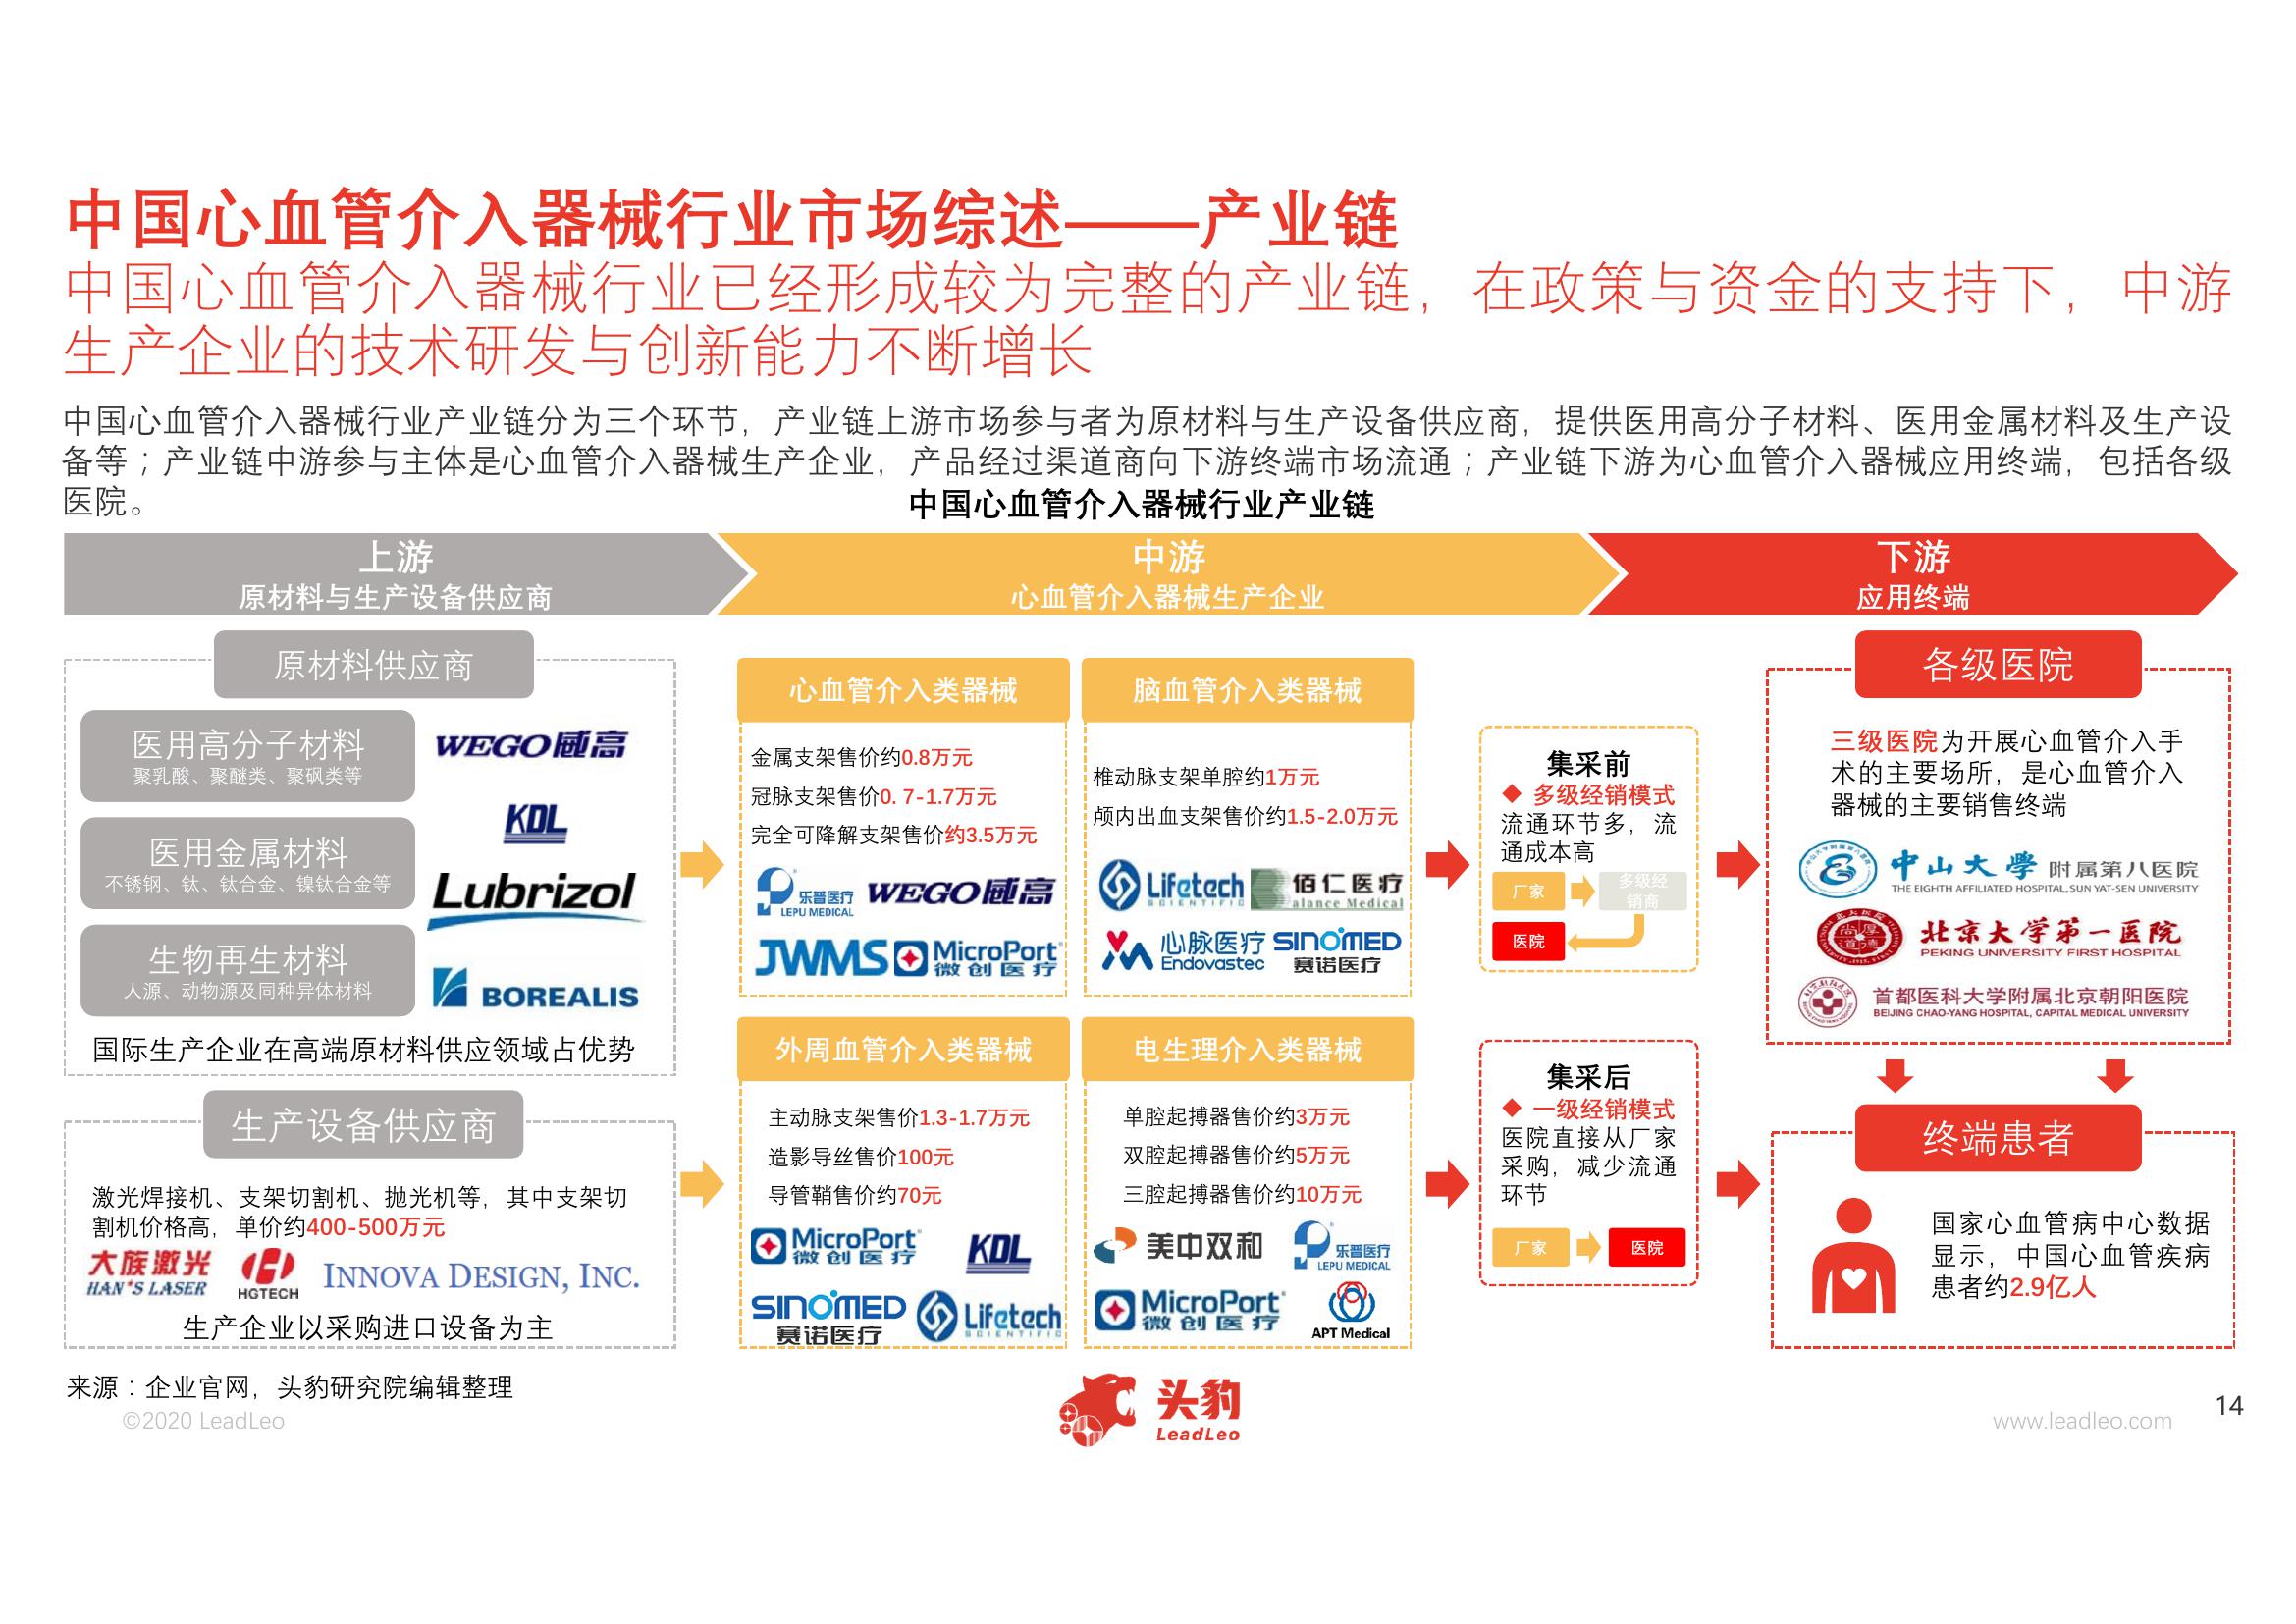 中国心血管介入器械行业市场综述——产业链
中国心血管介入器械行业已经形成较为完整的产业链，在政策与资金的支持下，中游
生产企业的技术研发与创新能力不断增长
中国心血管介入器械行业产业链分为三个环节，产业链上游市场参与者为原材料与生产设备供应商，提供医用高分子材料、医用金属材料及生产设
备等；产业链中游参与主体是心血管介入器械生产企业，产品经过渠道商向下游终端市场流通；产业链下游为心血管介入器械应用终端，包括各级
医院。
中国心血管介入器械行业产业链
上游
原材料与生产设备供应商
中游
心血管介入器械生产企业
下游
应用终端
原材料供应商
医用高分子材料
聚乳酸、聚醚类、聚砜类等
医用金属材料
不锈钢、钛、钛合金、镍钛合金等
生物再生材料
人源、动物源及同种异体材料
WEGO威高
KDL
Lubrizol
BOREALIS
国际生产企业在高端原材料供应领域占优势
生产设备供应商
激光焊接机、支架切割机、抛光机等，其中支架切
割机价格高，单价约400-500万元
大族激光
HAN'S LASER
HGTECH
INNOVA DESIGN, INC.
生产企业以采购进口设备为主
心血管介入类器械
金属支架售价约0.8万元
冠脉支架售价0. 7-1.7万元
完全可降解支架售价约3.5万元
乐普医疗
LEPU MEDICAL
WEGO威高
JWMS
MicroPort
微创医疗
脑血管介入类器械
椎动脉支架单腔约1万元
颅内出血支架售价约1.5-2.0万元
Lifetech
SCIENTIFIC
佰仁医疗
alance Medical
心脉医疗
Endovastec
SINOMED
赛诺医疗
外周血管介入类器械
主动脉支架售价1.3-1.7万元
造影导丝售价100元
导管鞘售价约70元
MicroPort
微创医疗
KDL
SINOMED
赛诺医疗
Lifetech
SCIENTIFIC
电生理介入类器械
单腔起搏器售价约3万元
双腔起搏器售价约5万元
三腔起搏器售价约10万元
美中双和
乐普医疗
LEPU MEDICAL
MicroPort
微创医疗
APT Medical
集采前
◆ 多级经销模式
流通环节多，流
通成本高
厂家
多级经
销商
医院
集采后
◆ 一级经销模式
医院直接从厂家
采购，减少流通
环节
厂家
医院
各级医院
三级医院为开展心血管介入手
术的主要场所，是心血管介入
器械的主要销售终端
中山大学附属第八医院
THE EIGHTH AFFILIATED HOSPITAL,SUN YAT-SEN UNIVERSITY
北京大学第一医院
PEKING UNIVERSITY FIRST HOSPITAL
首都医科大学附属北京朝阳医院
BEIJING CHAO-YANG HOSPITAL, CAPITAL MEDICAL UNIVERSITY
终端患者
国家心血管病中心数据
显示，中国心血管疾病
患者约2.9亿人
来源：企业官网，头豹研究院编辑整理
©2020 LeadLeo
头豹
LeadLeo
www.leadleo.com
14